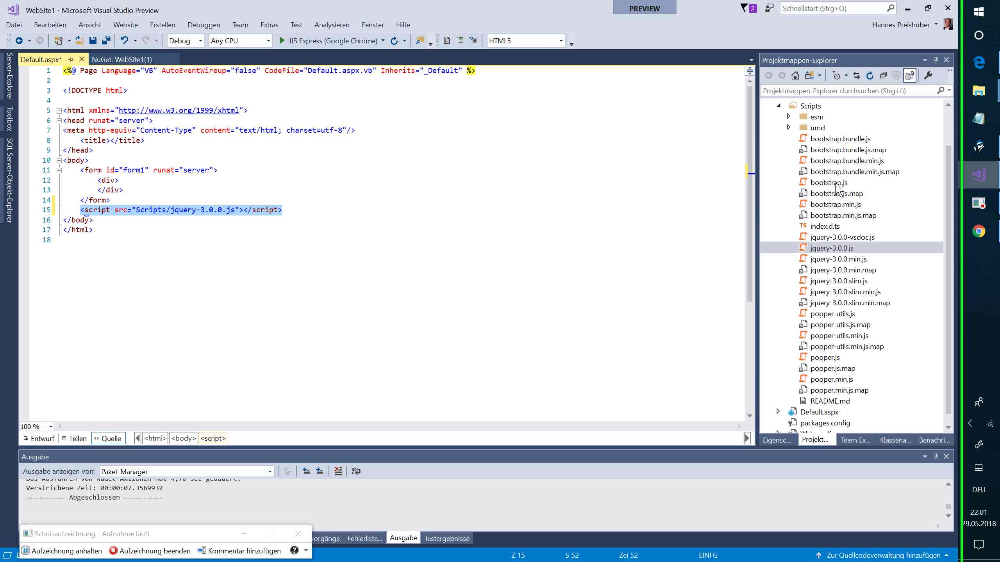 WebSite1 - Microsoft Visual Studio Preview
PREVIEW
2
Schnellstart (Strg+Q)
Datei Bearbeiten Ansicht Website Erstellen Debuggen Team Extras Test Analysieren Fenster Hilfe
Hannes Preishuber
Debug Any CPU IIS Express (Google Chrome) HTML5
Server-Explorer
Toolbox
SQL Server-Objekt-Explorer
Default.aspx* NuGet: WebSite1(1)
1 <%@ Page Language="VB" AutoEventWireup="false" CodeFile="Default.aspx.vb" Inherits="_Default" %>
2
3 <!DOCTYPE html>
4
5 <html xmlns="http://www.w3.org/1999/xhtml">
6 <head runat="server">
7 <meta http-equiv="Content-Type" content="text/html; charset=utf-8"/>
8 <title></title>
9 </head>
10 <body>
11 <form id="form1" runat="server">
12 <div>
13 </div>
14 </form>
15 <script src="Scripts/jquery-3.0.0.js"></script>
16 </body>
17 </html>
18
100 %
Entwurf Teilen Quelle <html> <body> <script>
Projektmappen-Explorer
Projektmappen-Explorer durchsuchen (Strg+ü)
Scripts
esm
umd
bootstrap.bundle.js
bootstrap.bundle.js.map
bootstrap.bundle.min.js
bootstrap.bundle.min.js.map
bootstrap.js
bootstrap.js.map
bootstrap.min.js
bootstrap.min.js.map
TS index.d.ts
jquery-3.0.0-vsdoc.js
jquery-3.0.0.js
jquery-3.0.0.min.js
jquery-3.0.0.min.map
jquery-3.0.0.slim.js
jquery-3.0.0.slim.min.js
jquery-3.0.0.slim.min.map
popper-utils.js
popper-utils.js.map
popper-utils.min.js
popper-utils.min.js.map
popper.js
popper.js.map
popper.min.js
popper.min.js.map
README.md
Default.aspx
packages.config
Eigensc... Projekt... Team Ex... Klassena... Benachri...
Ausgabe
Ausgabe anzeigen von: Paket-Manager
Das Ausführen von NuGet-Aktionen hat 4,76 sec gedauert.
Verstrichene Zeit: 00:00:07.3569932
========== Abgeschlossen ==========
Schrittaufzeichnung - Aufnahme läuft
Aufzeichnung anhalten Aufzeichnung beenden Kommentar hinzufügen
vorgänge Fehlerliste... Ausgabe Testergebnisse
Z 15 S 52 Zei 52 EINFG Zur Quellcodeverwaltung hinzufügen
DEU
22:01
29.05.2018